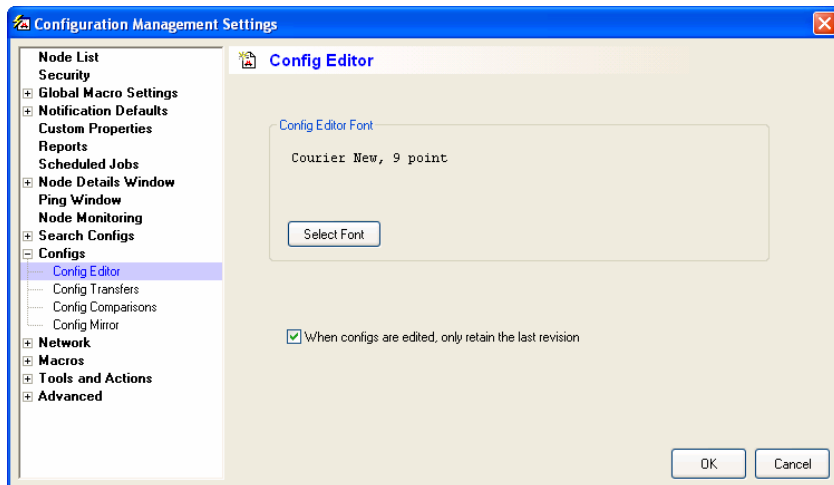 Configuration Management Settings
Node List
Security
Global Macro Settings
Notification Defaults
Custom Properties
Reports
Scheduled Jobs
Node Details Window
Ping Window
Node Monitoring
Search Configs
Configs
Config Editor
Config Transfers
Config Comparisons
Config Mirror
Network
Macros
Tools and Actions
Advanced
Config Editor
Config Editor Font
Courier New, 9 point
Select Font
When configs are edited, only retain the last revision
OK
Cancel